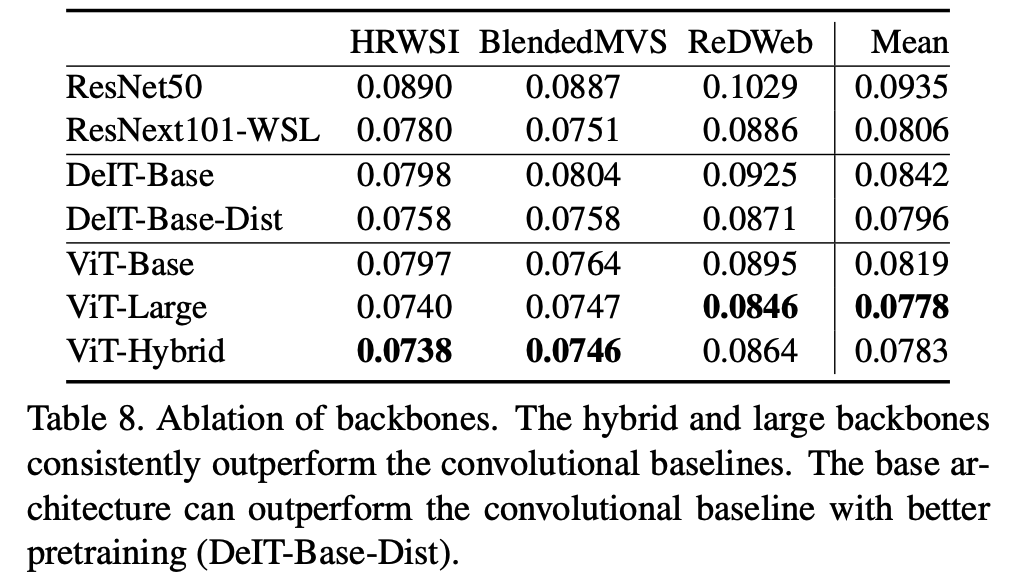 HRWSI BlendedMVS ReDWeb Mean
ResNet50 0.0890 0.0887 0.1029 0.0935
ResNext101-WSL 0.0780 0.0751 0.0886 0.0806
DeIT-Base 0.0798 0.0804 0.0925 0.0842
DeIT-Base-Dist 0.0758 0.0758 0.0871 0.0796
ViT-Base 0.0797 0.0764 0.0895 0.0819
ViT-Large 0.0740 0.0747 0.0846 0.0778
ViT-Hybrid 0.0738 0.0746 0.0864 0.0783
Table 8. Ablation of backbones. The hybrid and large backbones
consistently outperform the convolutional baselines. The base ar-
chitecture can outperform the convolutional baseline with better
pretraining (DeIT-Base-Dist).